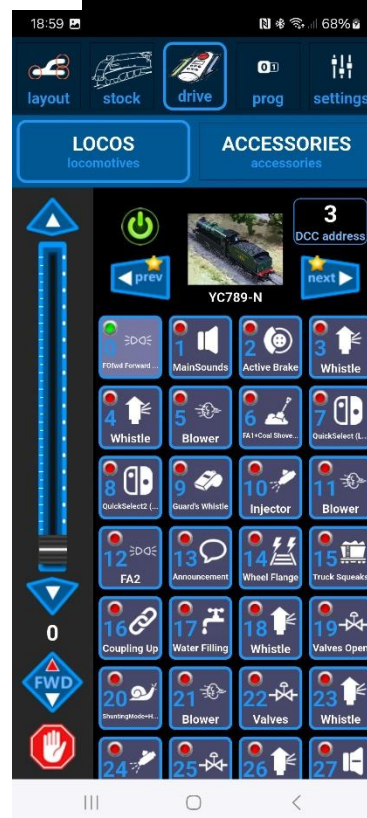 18:59 68%
layout stock drive prog settings
LOCOS ACCESSORIES
locomotives accessories
3
DCC address
prev next
YC789-N
0 1 2 3
F0fwd Forward ... MainSounds Active Brake Whistle
4 5 6 7
Whistle Blower FA1+Coal Shove... QuickSelect (L...
8 9 10 11
QuickSelect2 (... Guard's Whistle Injector Blower
12 13 14 15
FA2 Announcement Wheel Flange Truck Squeaks
0
16 17 18 19
Coupling Up Water Filling Whistle Valves Open
FWD
20 21 22 23
ShuntingMode+H... Blower Valves Whistle
24 25 26 27